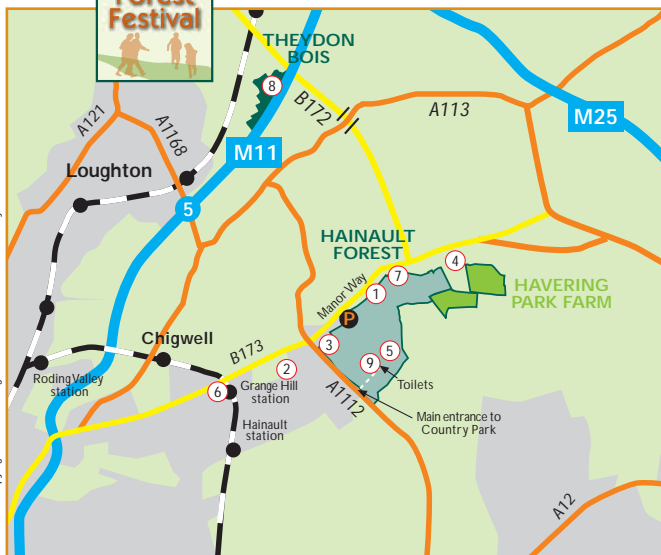 Forest
Festival
THEYDON
BOIS
8
B172
A113
M25
A121
A1168
M11
Loughton
5
HAINAULT
FOREST
4
7
HAVERING
PARK FARM
Manor Way
1
P
Chigwell
B173
3
5
2
9
Roding Valley
station
6
Grange Hill
station
Toilets
A1112
Main entrance to
Country Park
Hainault
station
A12